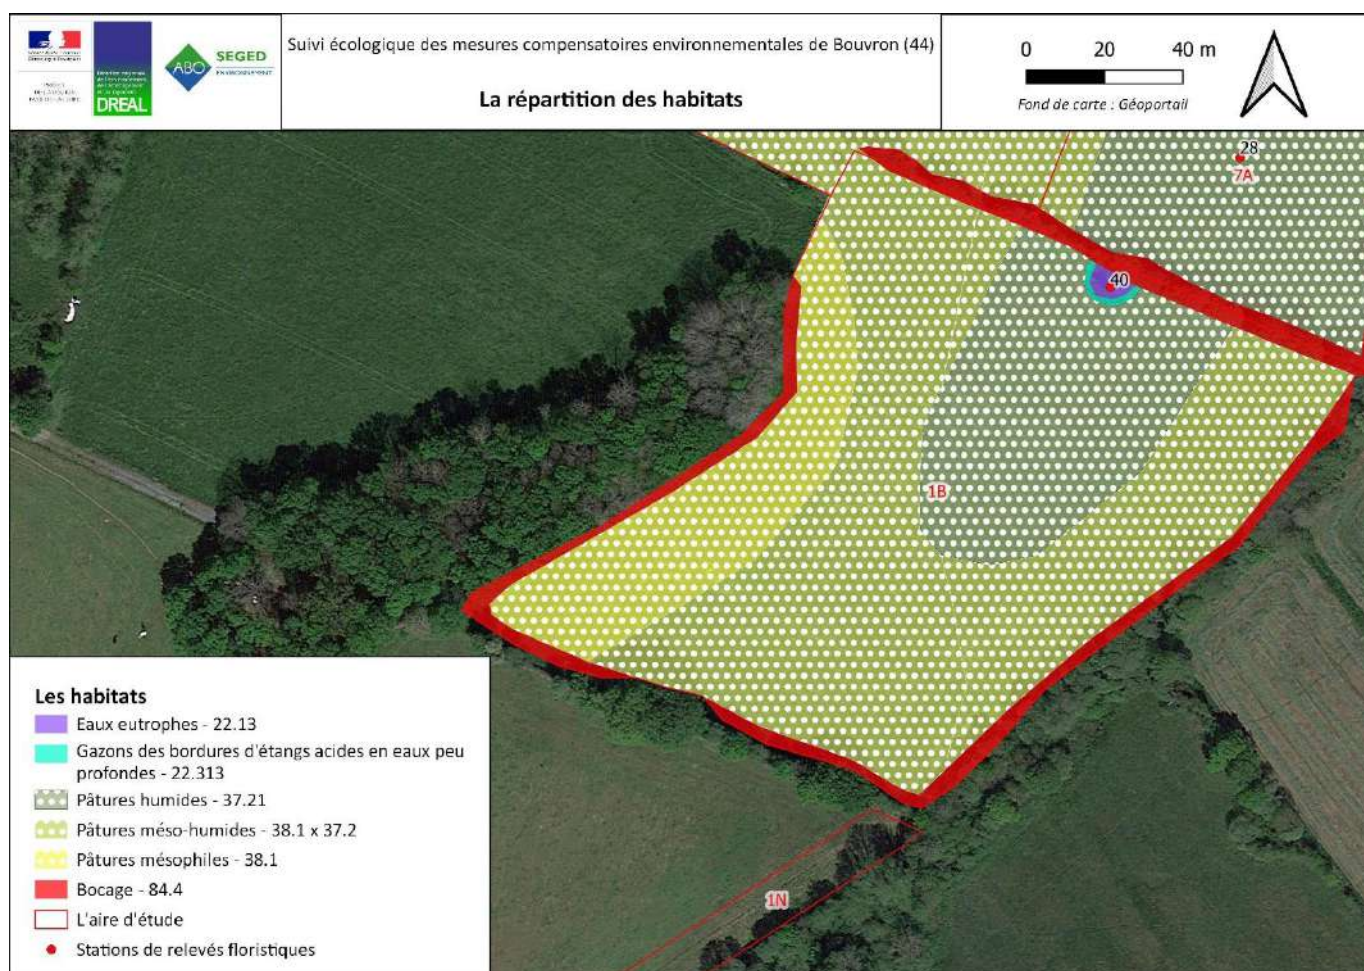 DREAL
ABO
SEGED
ENVIRONNEMENT
Suivi écologique des mesures compensatoires environnementales de Bouvron (44)
La répartition des habitats
0 20 40 m
Fond de carte : Géoportail
28
7A
40
1B
1N
Les habitats
Eaux eutrophes - 22.13
Gazons des bordures d'étangs acides en eaux peu
profondes - 22.313
Pâtures humides - 37.21
Pâtures méso-humides - 38.1 x 37.2
Pâtures mésophiles - 38.1
Bocage - 84.4
L'aire d'étude
Stations de relevés floristiques